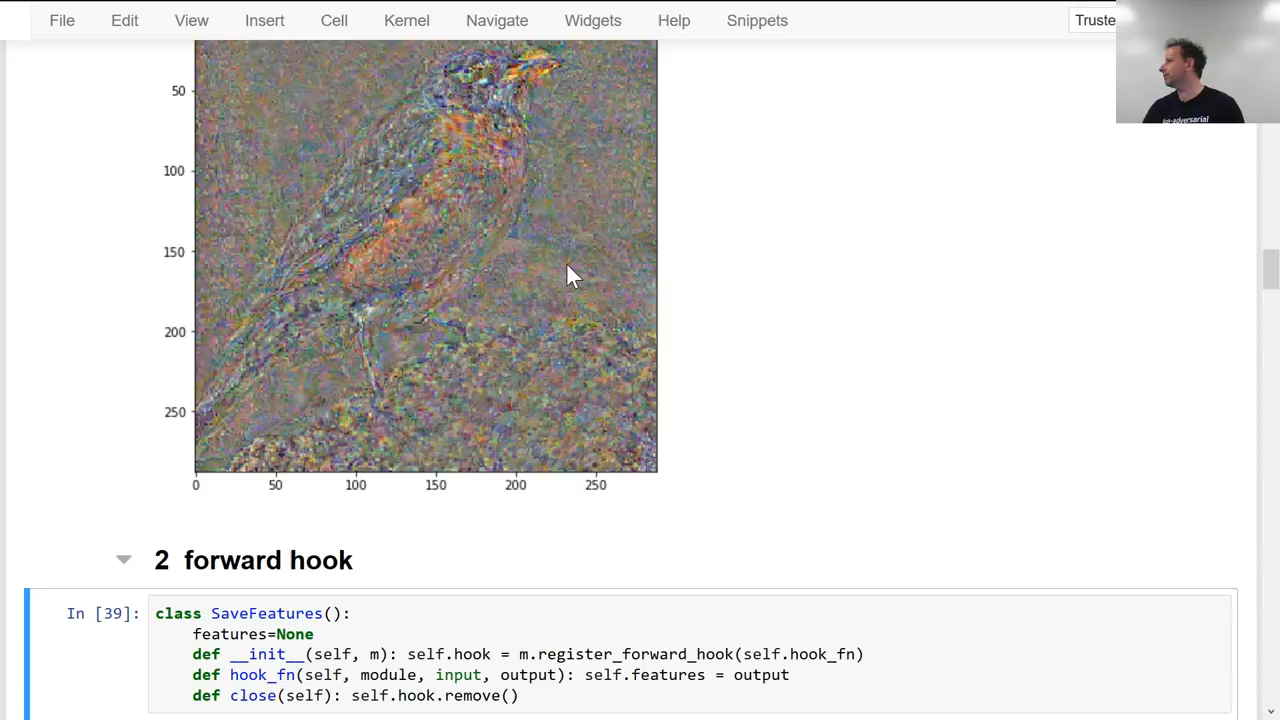 File Edit View Insert Cell Kernel Navigate Widgets Help Snippets Truste
50
100
150
200
250
0 50 100 150 200 250
2 forward hook
In [39]: class SaveFeatures():
features=None
def __init__(self, m): self.hook = m.register_forward_hook(self.hook_fn)
def hook_fn(self, module, input, output): self.features = output
def close(self): self.hook.remove()